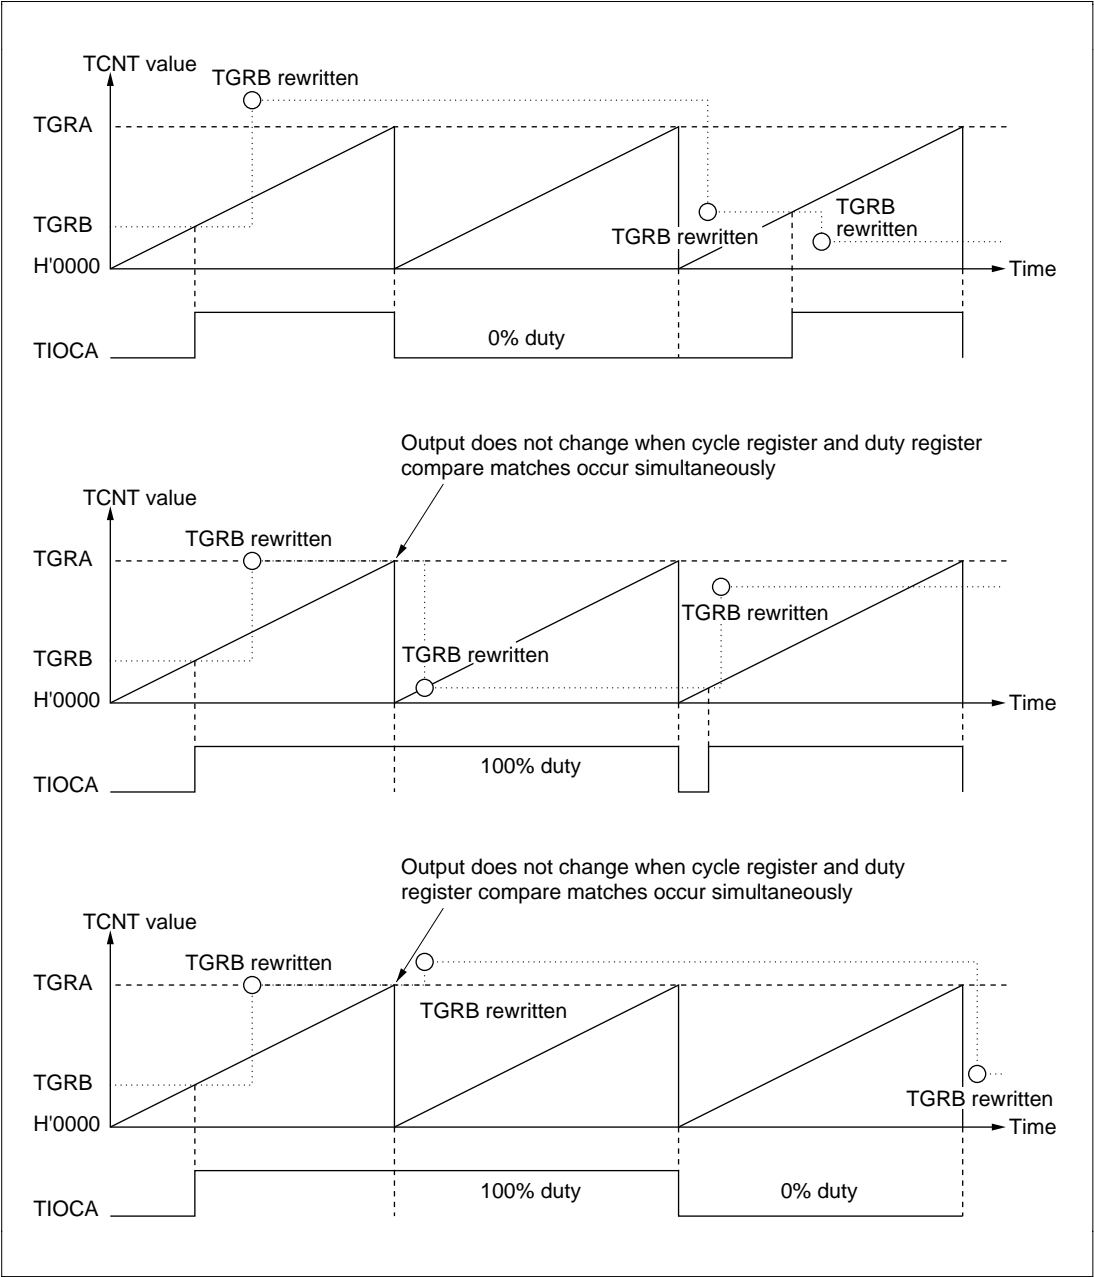 TCNT value
TGRB rewritten
TGRA
TGRB
TGRB
rewritten
TGRB rewritten
H'0000
Time
0% duty
TIOCA
Output does not change when cycle register and duty register
compare matches occur simultaneously
TCNT value
TGRB rewritten
TGRA
TGRB rewritten
TGRB
TGRB rewritten
H'0000
Time
100% duty
TIOCA
Output does not change when cycle register and duty
register compare matches occur simultaneously
TCNT value
TGRB rewritten
TGRA
TGRB rewritten
TGRB
TGRB rewritten
H'0000
Time
100% duty
0% duty
TIOCA